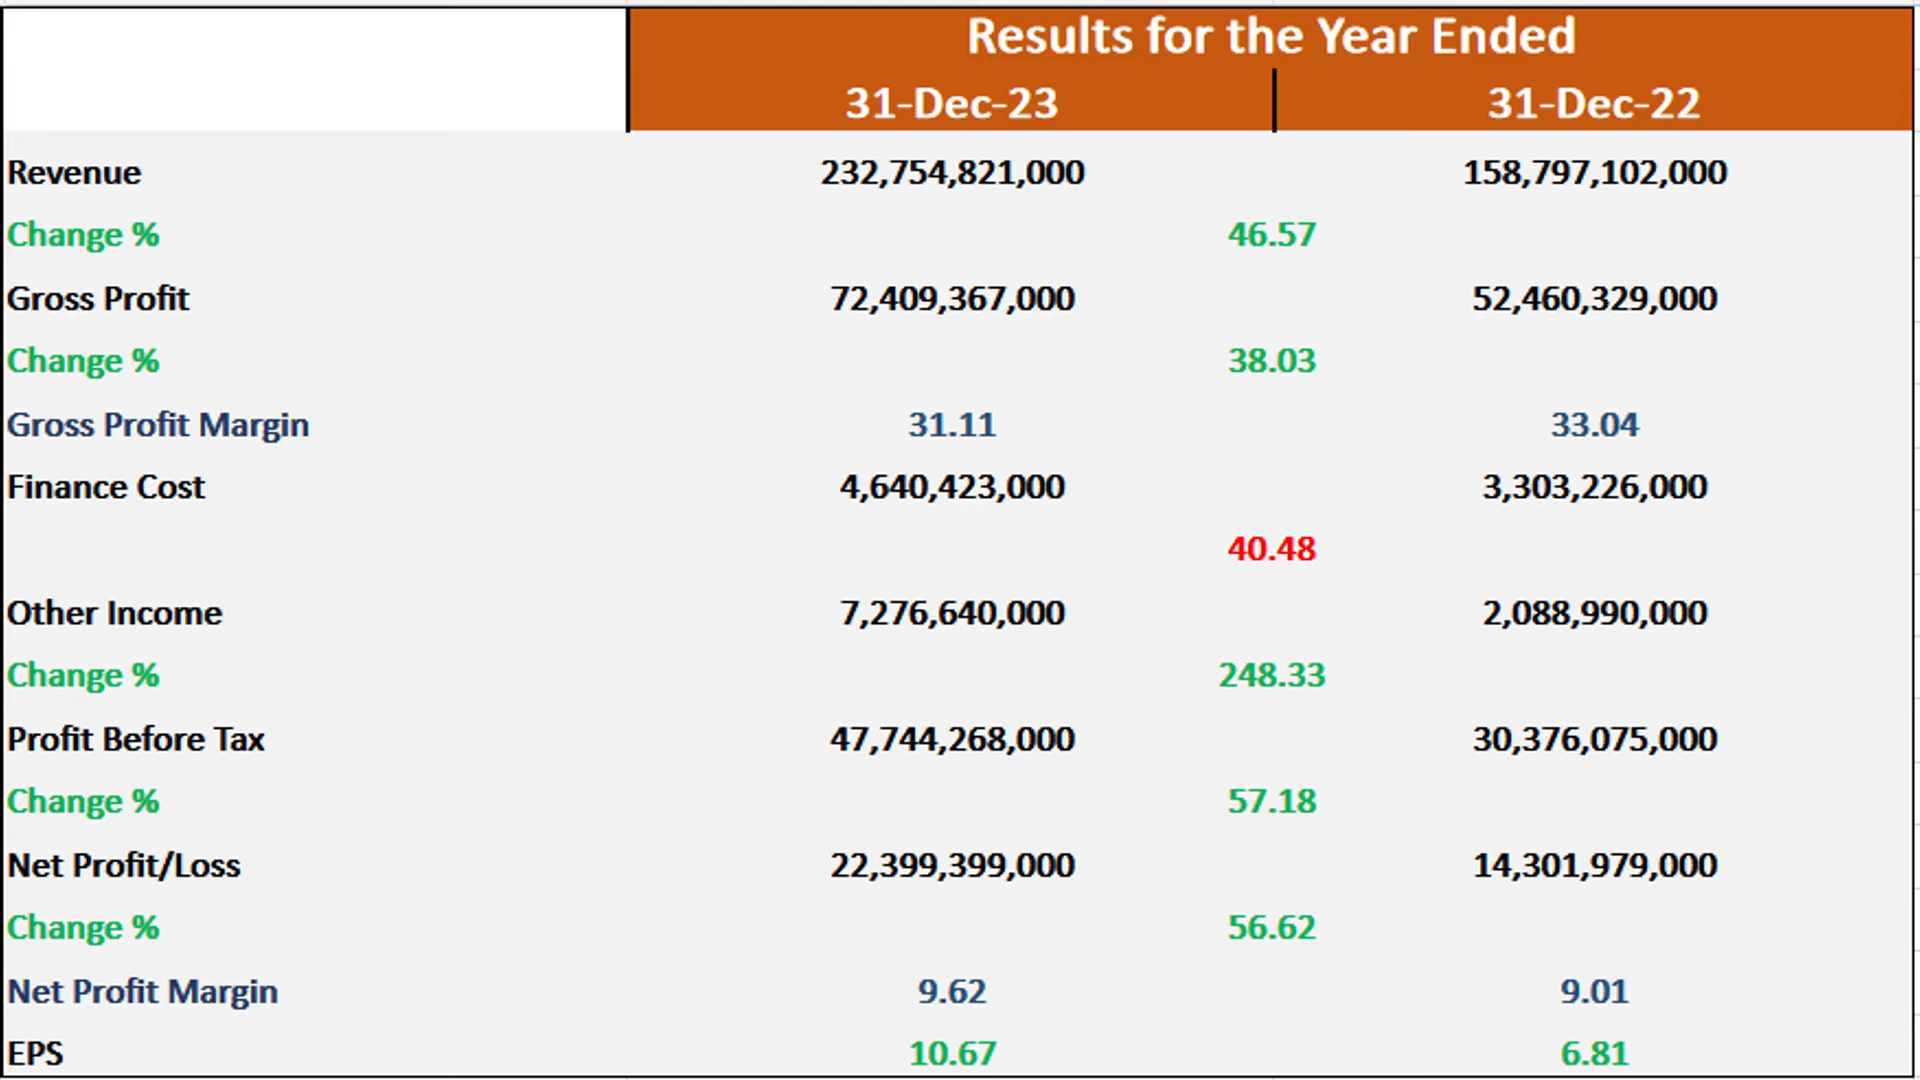 Results for the Year Ended
31-Dec-23 31-Dec-22
Revenue 232,754,821,000 158,797,102,000
Change % 46.57
Gross Profit 72,409,367,000 52,460,329,000
Change % 38.03
Gross Profit Margin 31.11 33.04
Finance Cost 4,640,423,000 3,303,226,000
40.48
Other Income 7,276,640,000 2,088,990,000
Change % 248.33
Profit Before Tax 47,744,268,000 30,376,075,000
Change % 57.18
Net Profit/Loss 22,399,399,000 14,301,979,000
Change % 56.62
Net Profit Margin 9.62 9.01
EPS 10.67 6.81